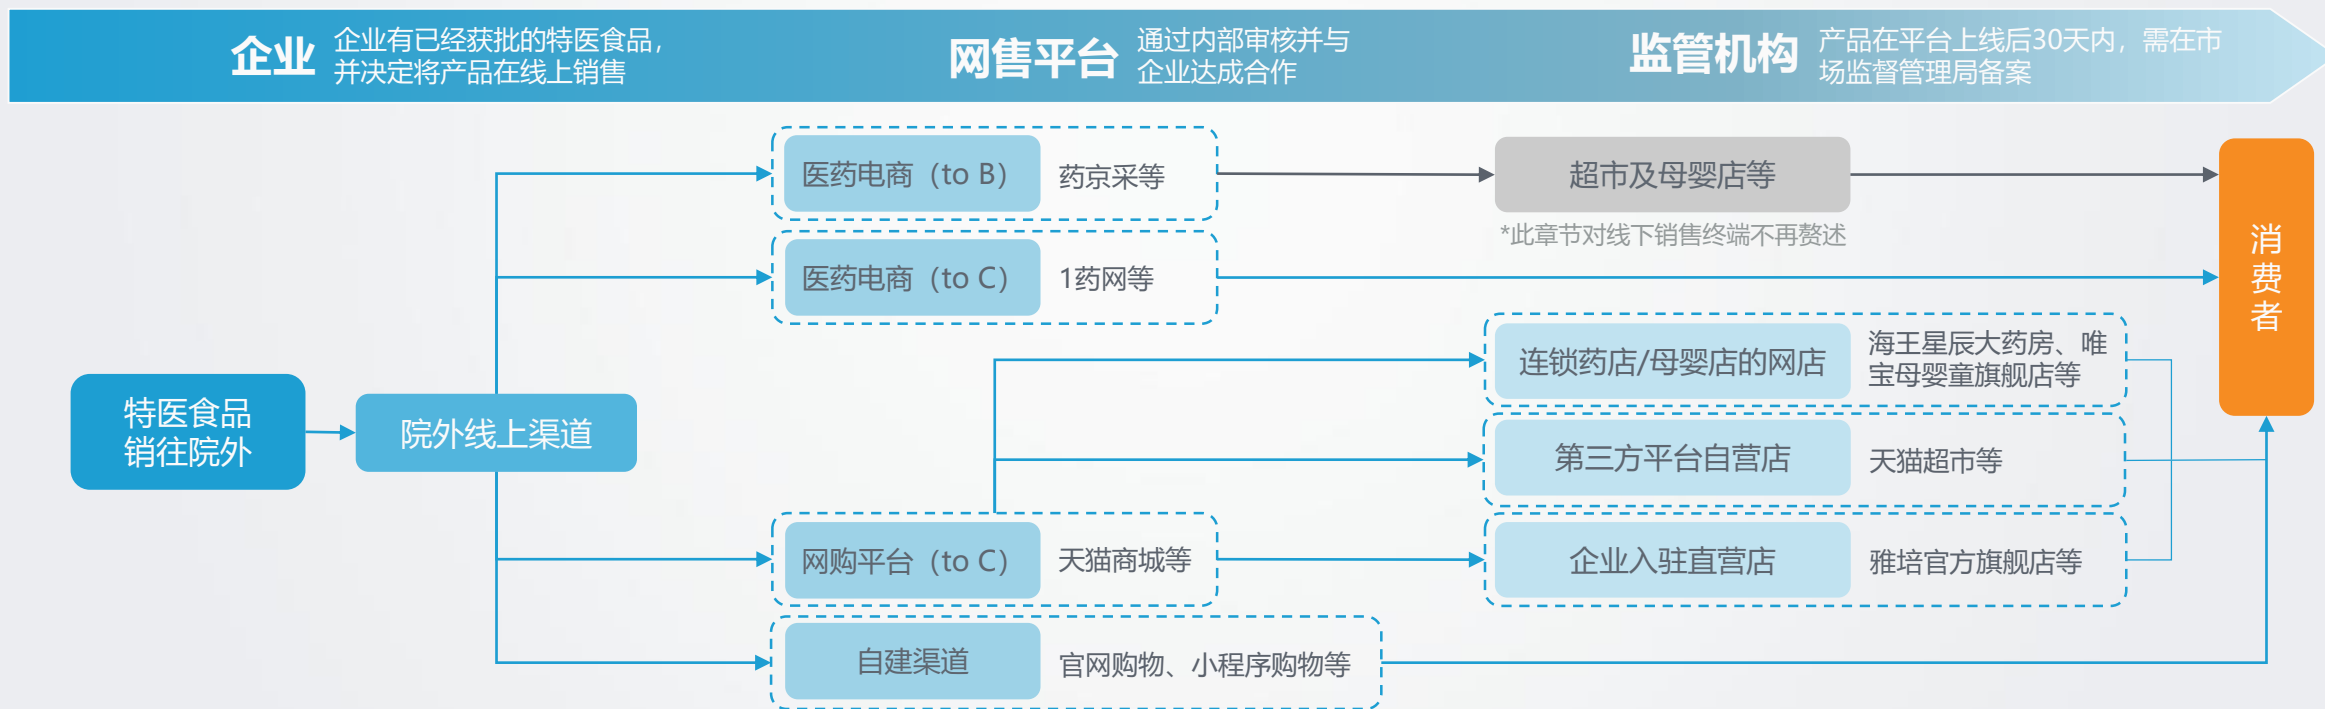 企业
企业有已经获批的特医食品，
并决定将产品在线上销售
网售平台
通过内部审核并与
企业达成合作
监管机构
产品在平台上线后30天内，需在市
场监督管理局备案
医药电商（to B）
药京采等
超市及母婴店等
*此章节对线下销售终端不再赘述
医药电商（to C）
1药网等
消
费
者
连锁药店/母婴店的网店
海王星辰大药房、唯
宝母婴童旗舰店等
特医食品
销往院外
院外线上渠道
第三方平台自营店
天猫超市等
网购平台（to C）
天猫商城等
企业入驻直营店
雅培官方旗舰店等
自建渠道
官网购物、小程序购物等